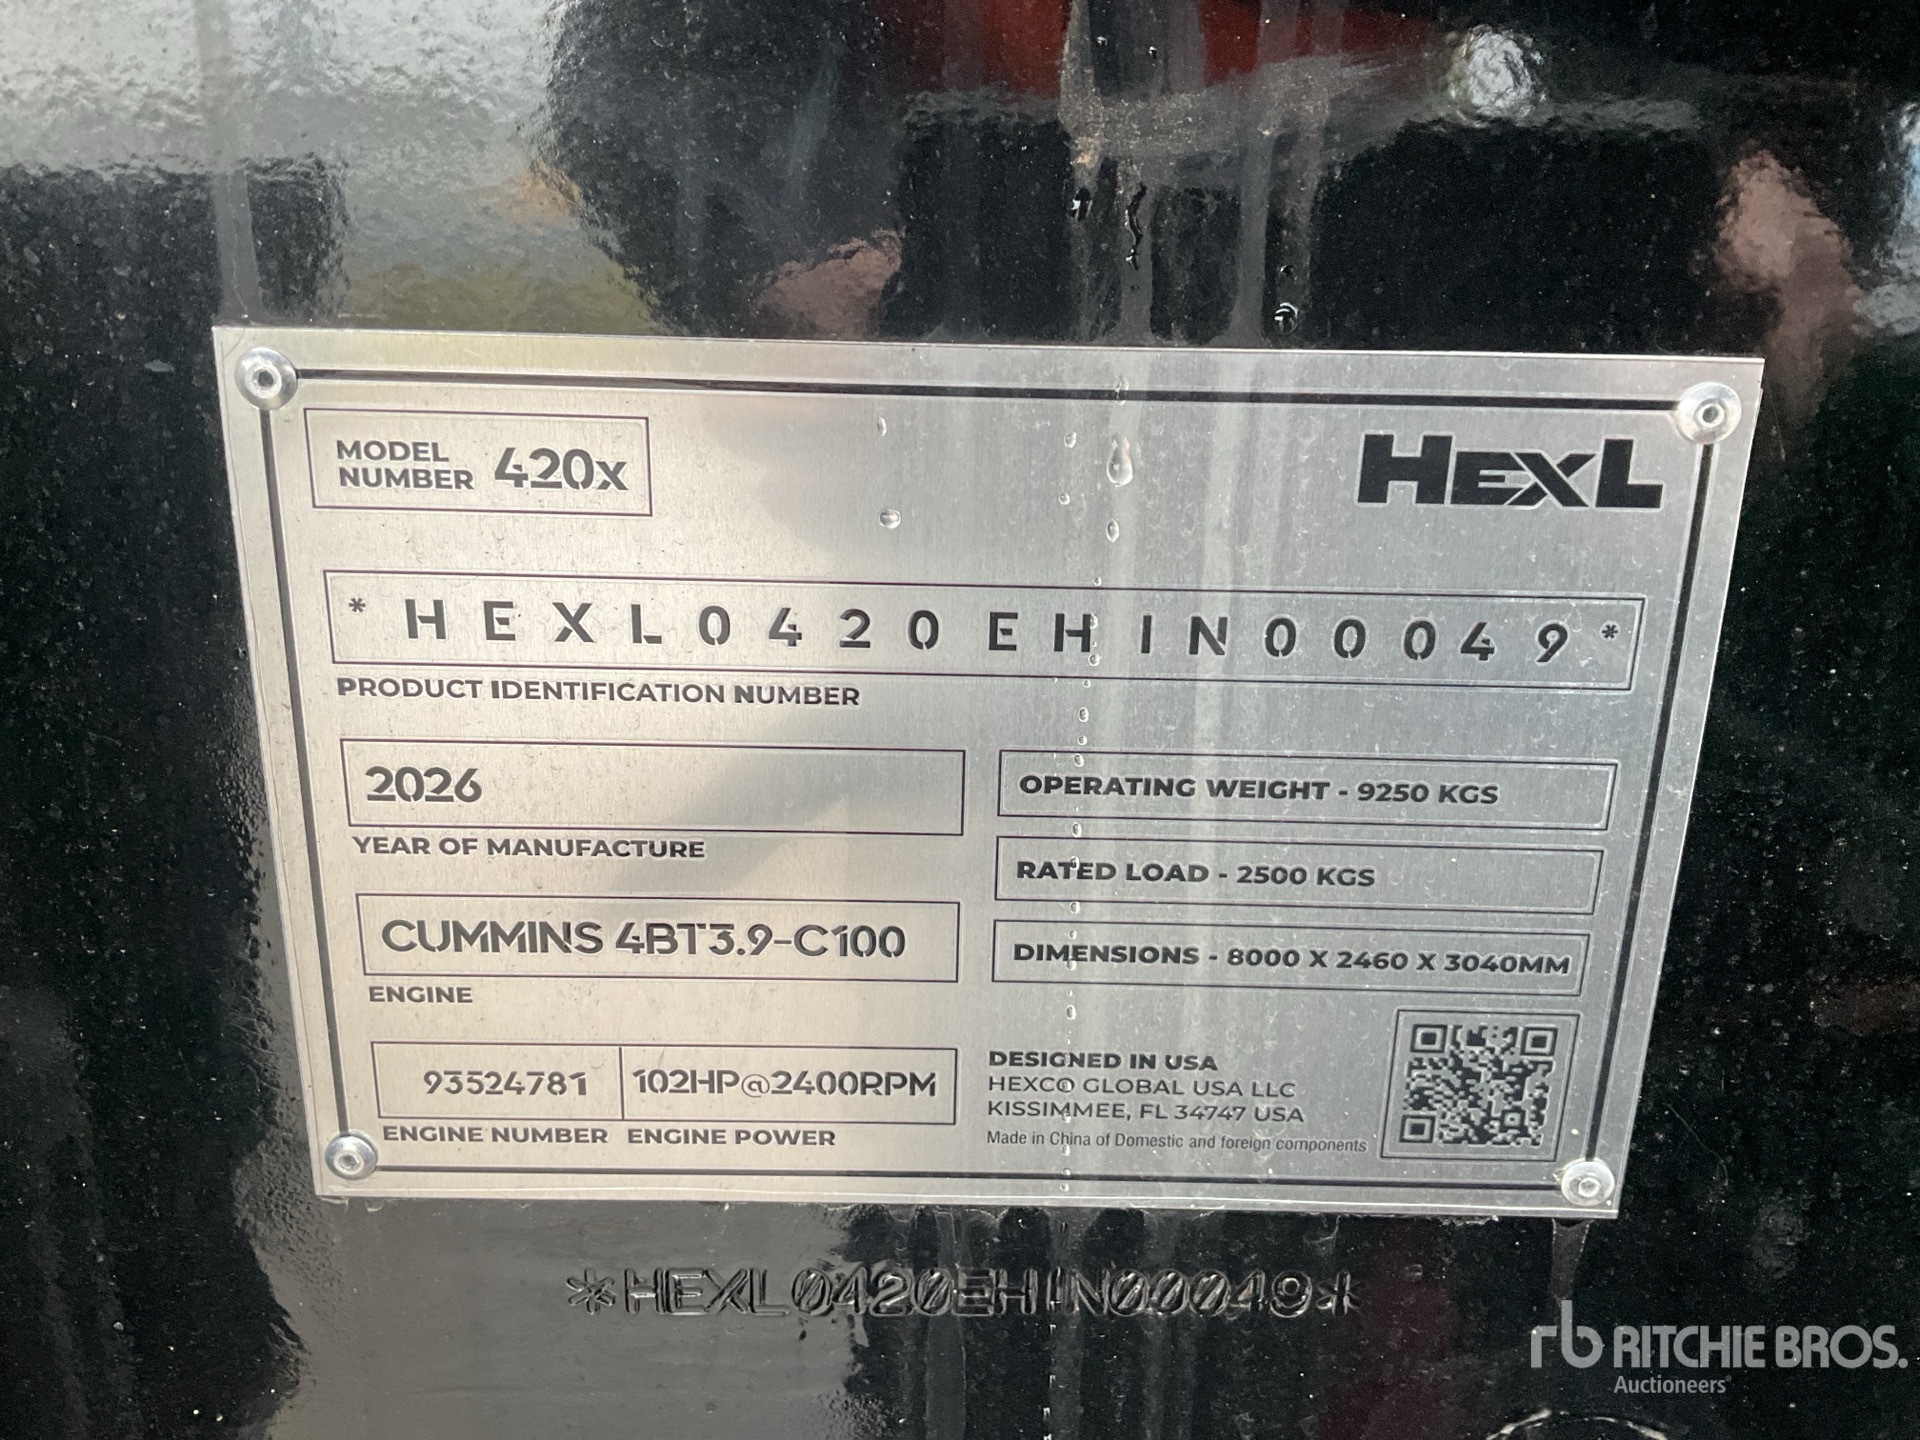 MODEL NUMBER 420X
HEXL
*HEXL0420EHIN00049*
PRODUCT IDENTIFICATION NUMBER
2026
YEAR OF MANUFACTURE
OPERATING WEIGHT - 9250 KGS
RATED LOAD - 2500 KGS
DIMENSIONS - 8000 X 2460 X 3040MM
CUMMINS 4BT3.9-C100
ENGINE
93524781
ENGINE NUMBER
102HP@2400RPM
ENGINE POWER
DESIGNED IN USA
HEXCO GLOBAL USA LLC
KISSIMMEE, FL 34747 USA
Made in China of Domestic and foreign components
*HEXL0420EHIN00049*
rb RITCHIE BROS.
Auctioneers